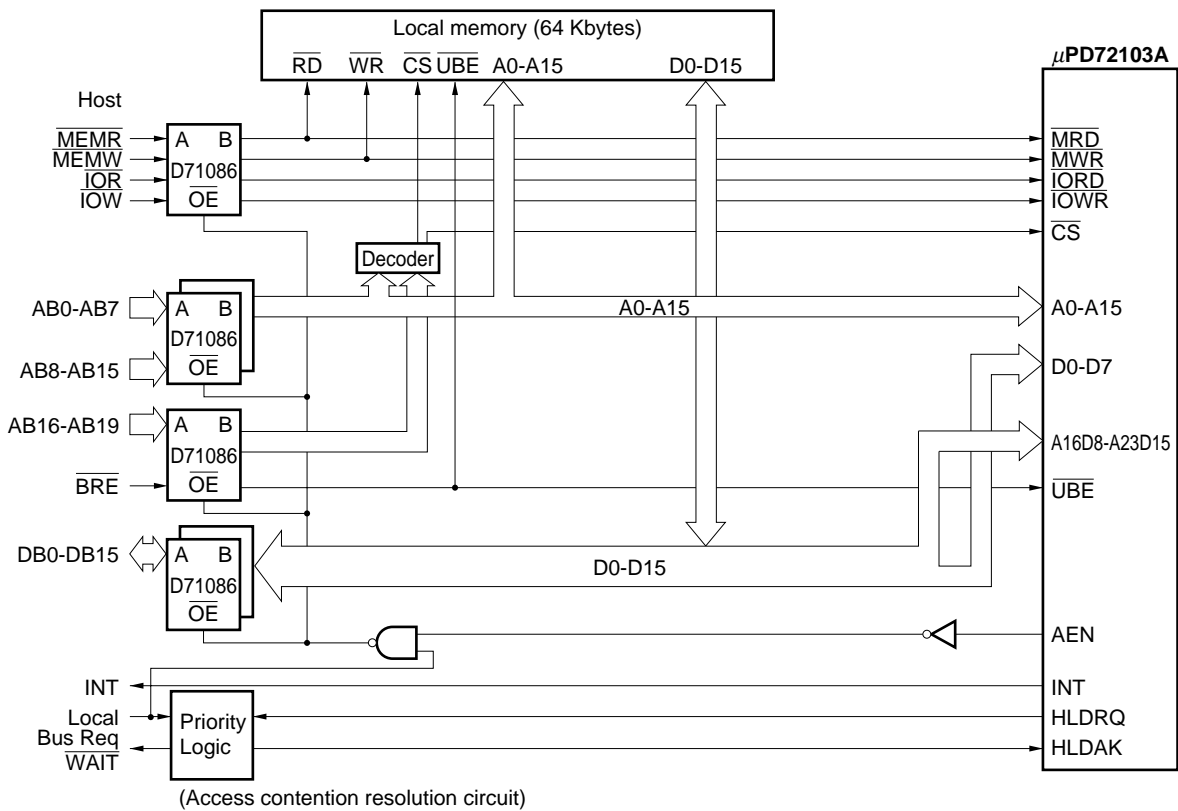 Local memory (64 Kbytes)
RD WR CS UBE A0-A15 D0-D15
μPD72103A
Host
MEMR
MEMW
IOR
IOW
A B
D71086
OE
MRD
MWR
IORD
IOWR
CS
Decoder
AB0-AB7
AB8-AB15
A B
D71086
OE
A0-A15
A0-A15
D0-D7
AB16-AB19
BRE
A B
D71086
OE
A16D8-A23D15
UBE
DB0-DB15
A B
D71086
OE
D0-D15
AEN
INT
INT
Local
Bus Req
WAIT
Priority
Logic
HLDRQ
HLDAK
(Access contention resolution circuit)